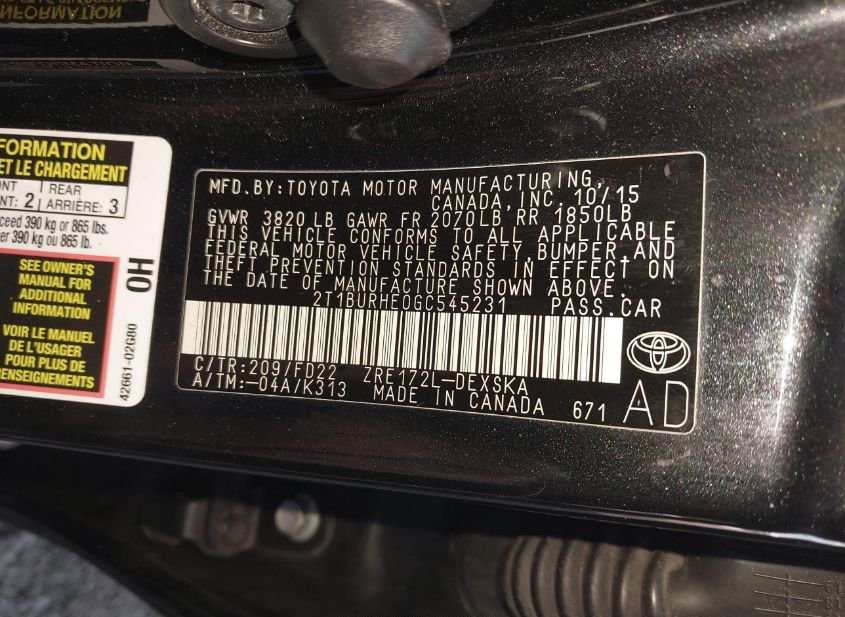 INFORMATION
FORMATION
ET LE CHARGEMENT
REAR
NT: 2 ARRIÈRE: 3
ceed 390 kg or 865 lbs.
er 390 kg ou 865 lb.
SEE OWNER'S
MANUAL FOR
ADDITIONAL
INFORMATION
VOIR LE MANUEL
DE L'USAGER
POUR PLUS DE
RENSEIGNEMENTS
0H
42661-02G80
MFD. BY: TOYOTA MOTOR MANUFACTURING,
CANADA, INC. 10/15
GVWR 3820 LB GAWR FR 2070LB, RR 1850LB
THIS VEHICLE CONFORMS TO ALL APPLICABLE
FEDERAL MOTOR VEHICLE SAFETY, BUMPER, AND
THEFT PREVENTION STANDARDS IN EFFECT ON
THE DATE OF MANUFACTURE SHOWN ABOVE.
2T1BURHE0GC545231 PASS. CAR
C/TR: 209/FD22 ZRE172L-DEXSKA
A/TM: -04A/K313 MADE IN CANADA 671
AD